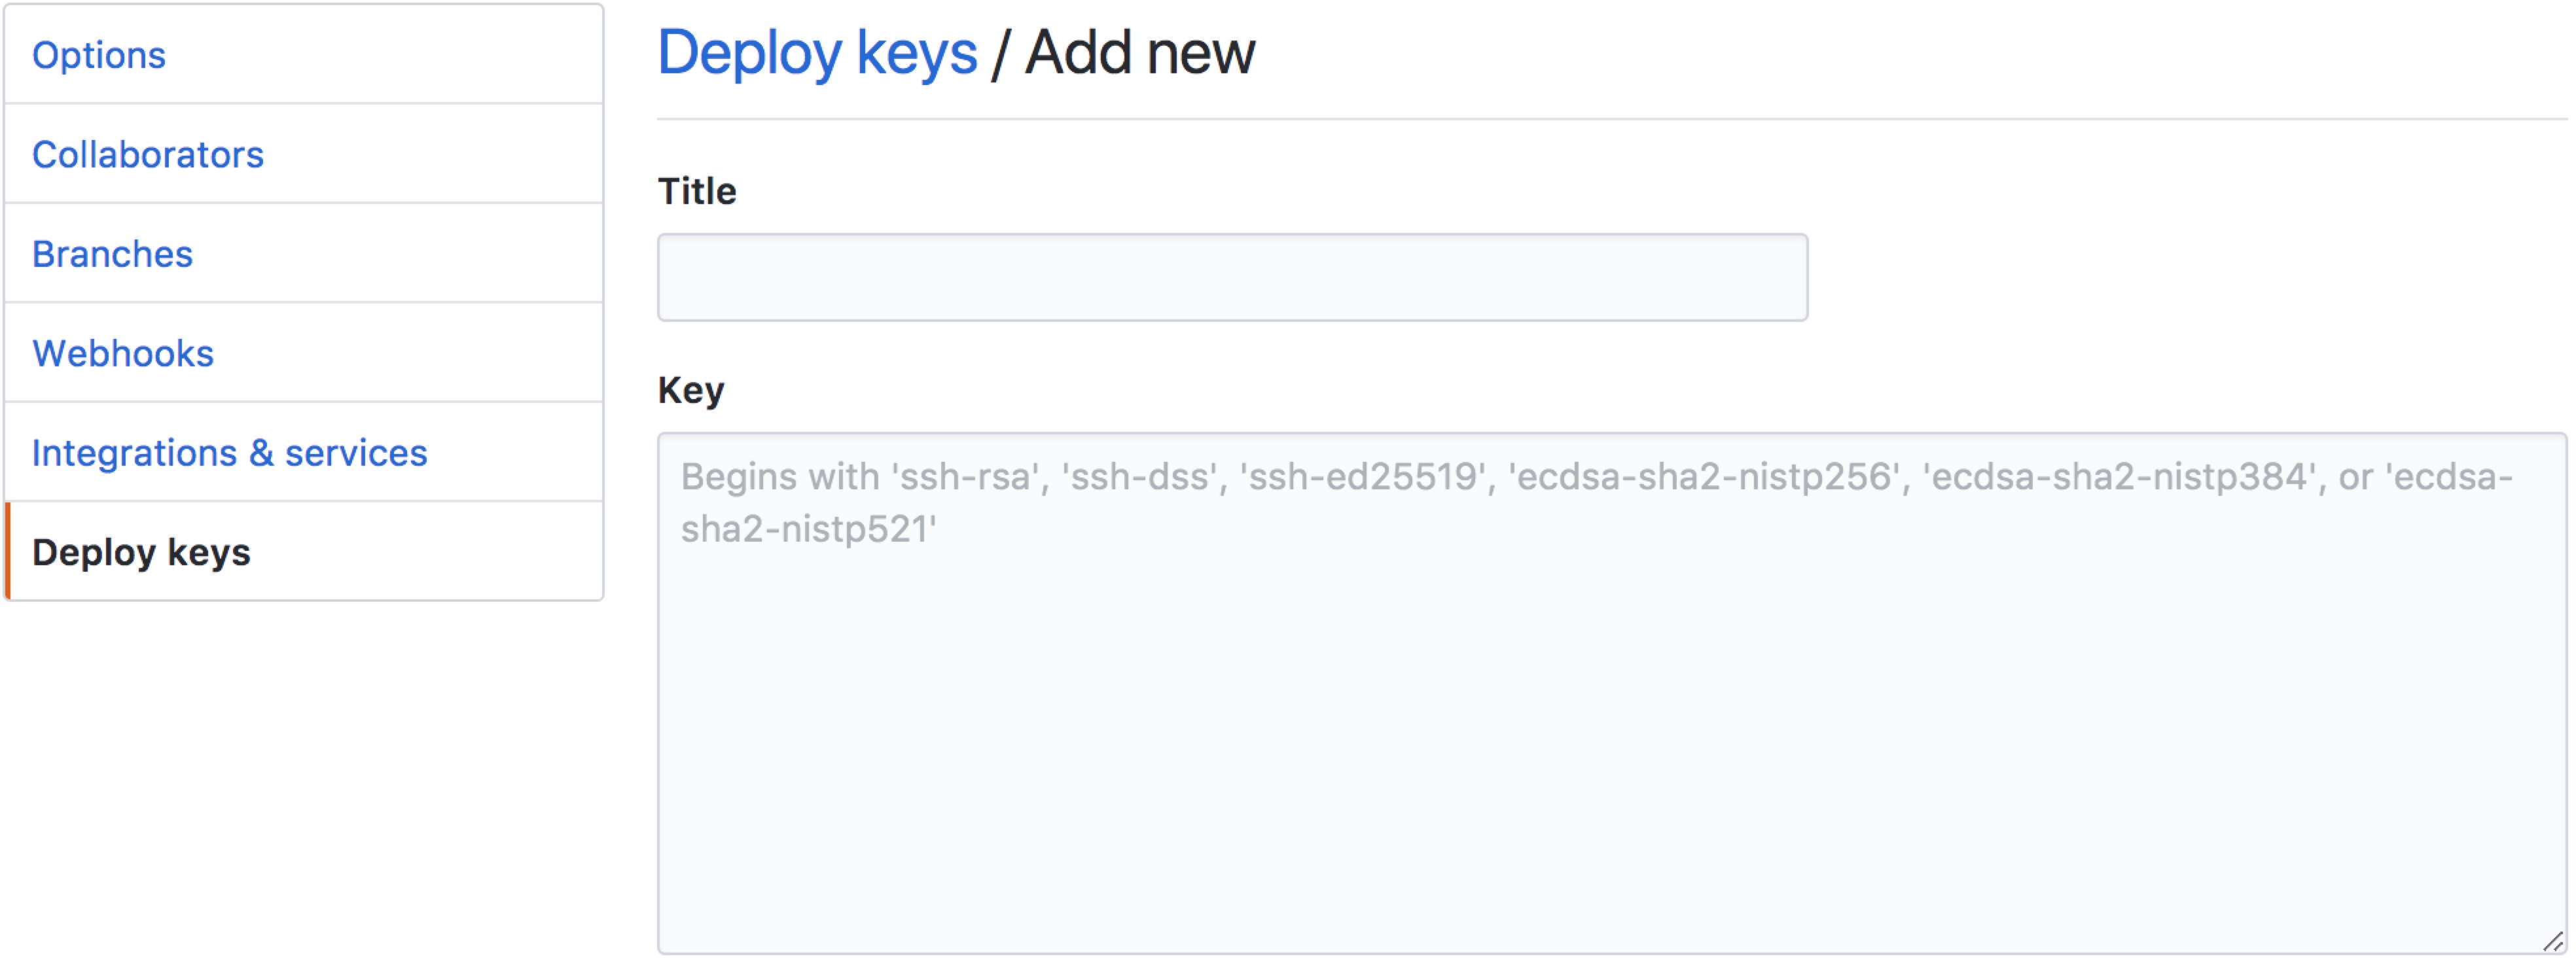 Options
Collaborators
Branches
Webhooks
Integrations & services
Deploy keys
Deploy keys / Add new
Title
Key
Begins with 'ssh-rsa', 'ssh-dss', 'ssh-ed25519', 'ecdsa-sha2-nistp256', 'ecdsa-sha2-nistp384', or 'ecdsa-
sha2-nistp521'